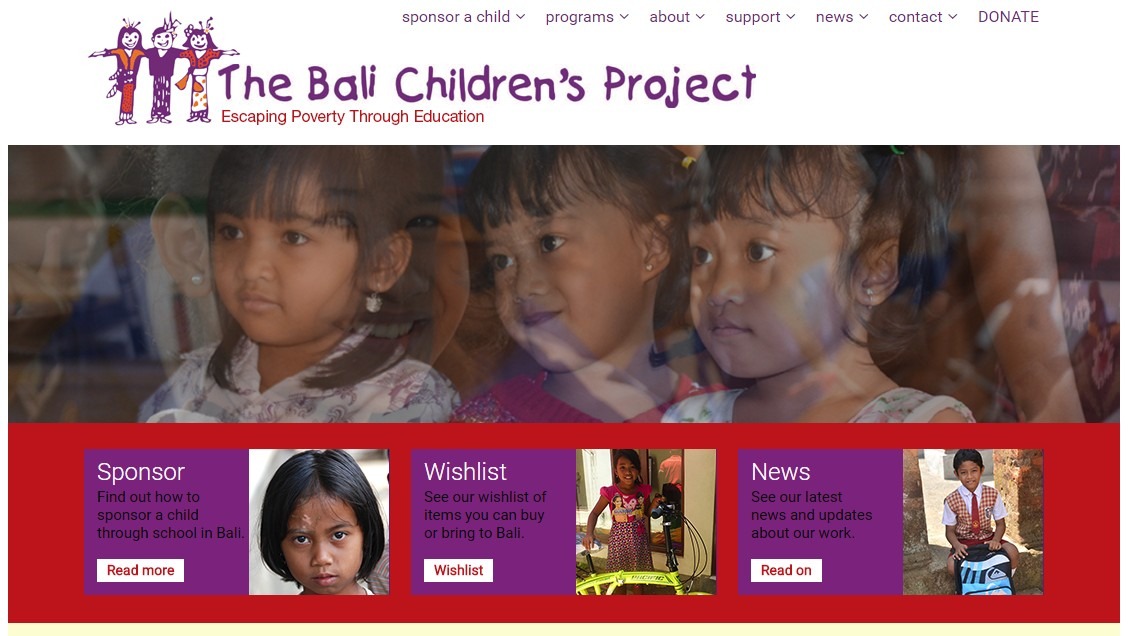 sponsor a child programs about support news contact DONATE
The Bali Children's Project
Escaping Poverty Through Education
Sponsor
Find out how to
sponsor a child
through school in Bali.
Read more
Wishlist
See our wishlist of
items you can buy
or bring to Bali.
Wishlist
PACIFIC
News
See our latest
news and updates
about our work.
Read on